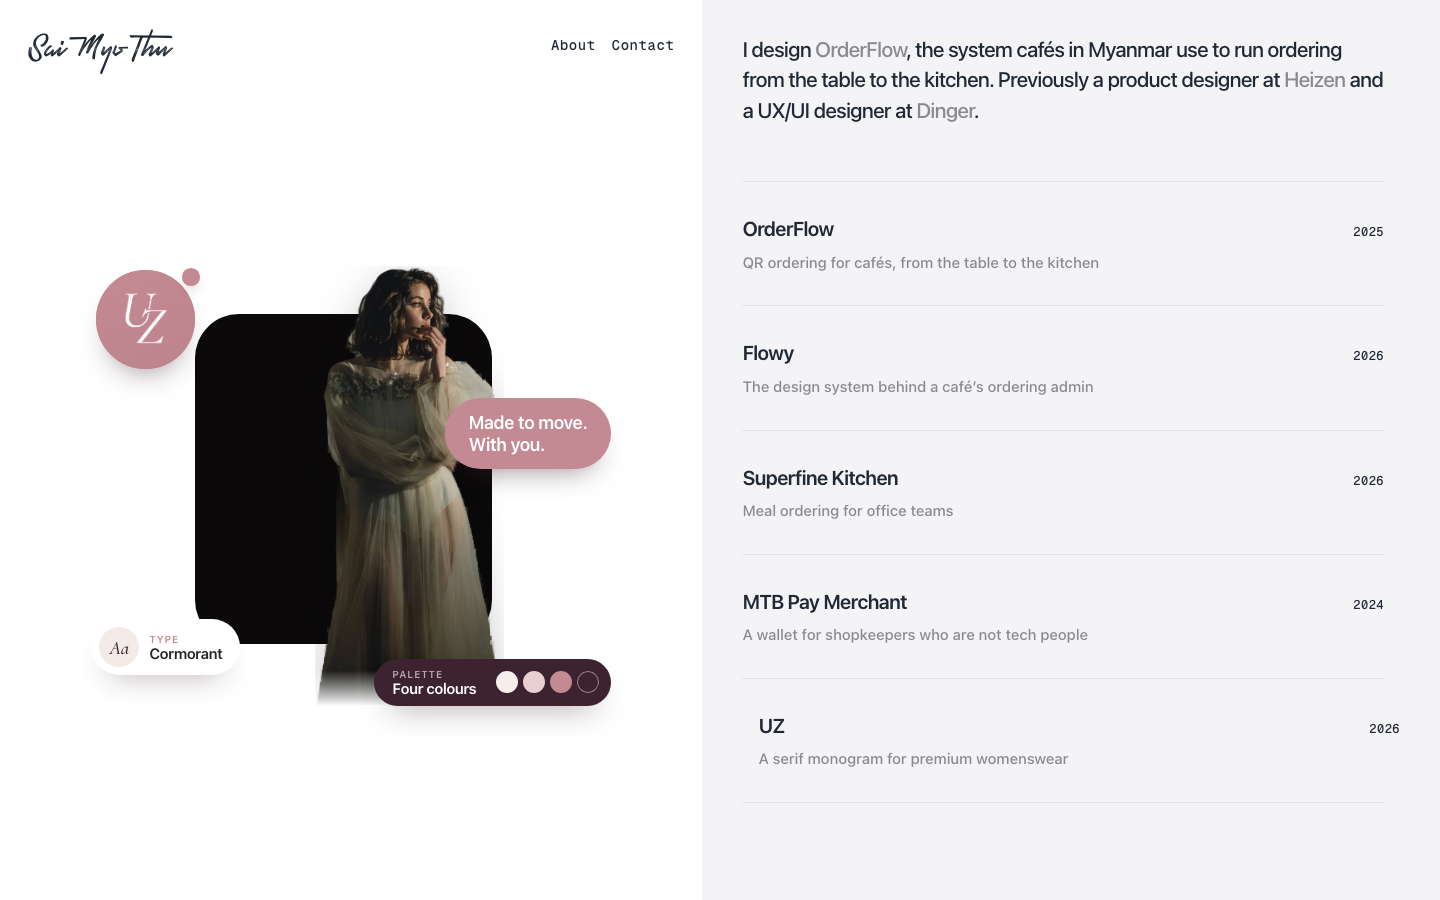 Sai Myo Thu
About Contact
UZ
Made to move.
With you.
Aa
TYPE
Cormorant
PALETTE
Four colours
I design OrderFlow, the system cafés in Myanmar use to run ordering
from the table to the kitchen. Previously a product designer at Heizen and
a UX/UI designer at Dinger.
OrderFlow 2025
QR ordering for cafés, from the table to the kitchen
Flowy 2026
The design system behind a café’s ordering admin
Superfine Kitchen 2026
Meal ordering for office teams
MTB Pay Merchant 2024
A wallet for shopkeepers who are not tech people
UZ 2026
A serif monogram for premium womenswear